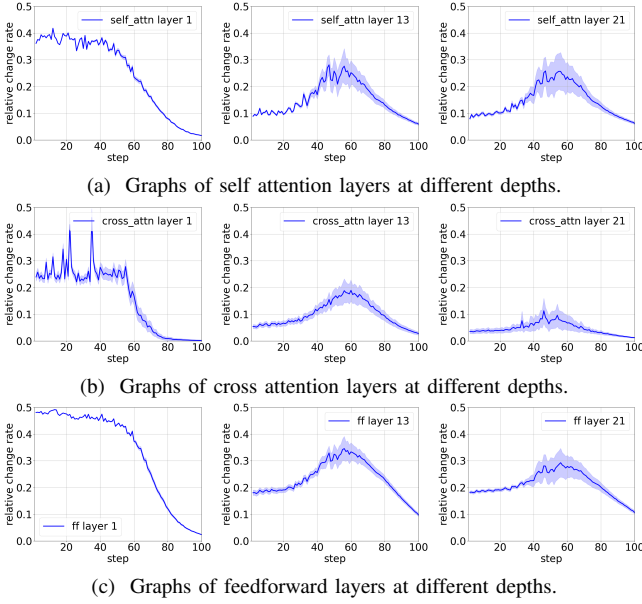 0.5
0.4
0.3
0.2
0.1
0.0
relative change rate
self_attn layer 1
20 40 60 80 100
step
0.5
0.4
0.3
0.2
0.1
0.0
relative change rate
self_attn layer 13
20 40 60 80 100
step
0.5
0.4
0.3
0.2
0.1
0.0
relative change rate
self_attn layer 21
20 40 60 80 100
step
(a) Graphs of self attention layers at different depths.
0.5
0.4
0.3
0.2
0.1
0.0
relative change rate
cross_attn layer 1
20 40 60 80 100
step
0.5
0.4
0.3
0.2
0.1
0.0
relative change rate
cross_attn layer 13
20 40 60 80 100
step
0.5
0.4
0.3
0.2
0.1
0.0
relative change rate
cross_attn layer 21
20 40 60 80 100
step
(b) Graphs of cross attention layers at different depths.
0.5
0.4
0.3
0.2
0.1
0.0
relative change rate
ff layer 1
20 40 60 80 100
step
0.5
0.4
0.3
0.2
0.1
0.0
relative change rate
ff layer 13
20 40 60 80 100
step
0.5
0.4
0.3
0.2
0.1
0.0
relative change rate
ff layer 21
20 40 60 80 100
step
(c) Graphs of feedforward layers at different depths.